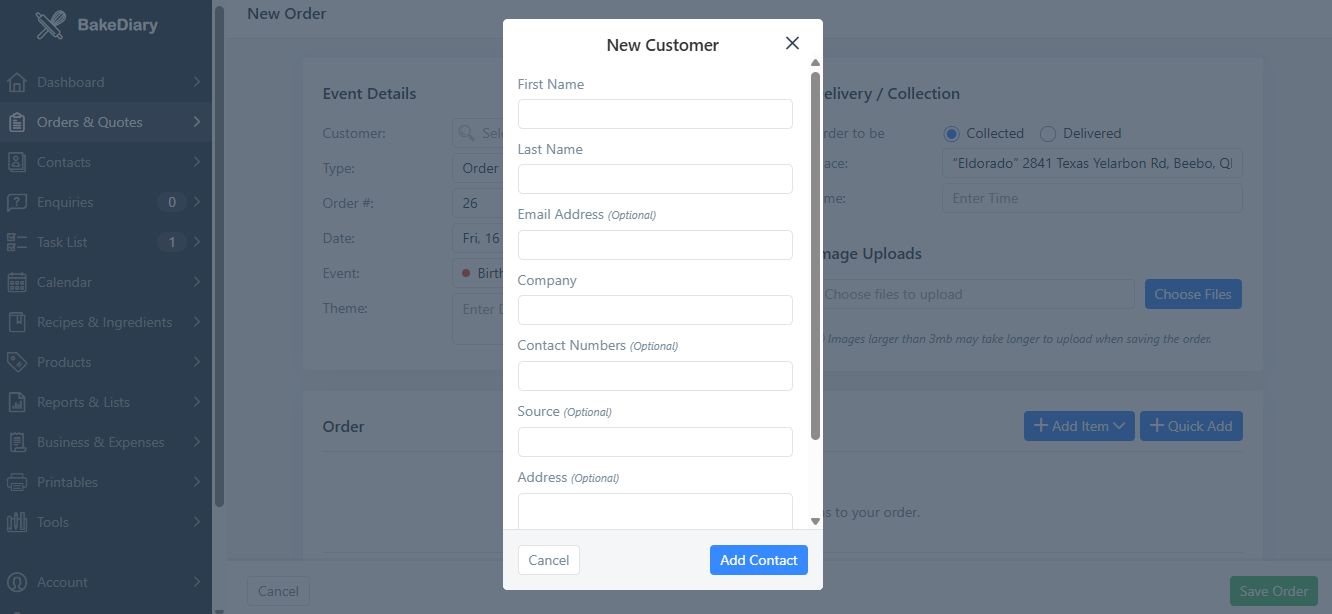 BakeDiary
Dashboard
Orders & Quotes
Contacts
Enquiries 0
Task List 1
Calendar
Recipes & Ingredients
Products
Reports & Lists
Business & Expenses
Printables
Tools
Account
New Order
Event Details
Customer:
Type: Order
Order #: 26
Date: Fri, 16
Event:
Theme: Enter
New Customer
First Name
Last Name
Email Address (Optional)
Company
Contact Numbers (Optional)
Source (Optional)
Address (Optional)
Cancel Add Contact
elivery / Collection
rder to be Collected Delivered
ace: "Eldorado" 2841 Texas Yelarbon Rd, Beebo, Q
me: Enter Time
mage Uploads
Choose files to upload Choose Files
Images larger than 3mb may take longer to upload when saving the order.
Order Add Item Quick Add
to your order.
Cancel Save Order